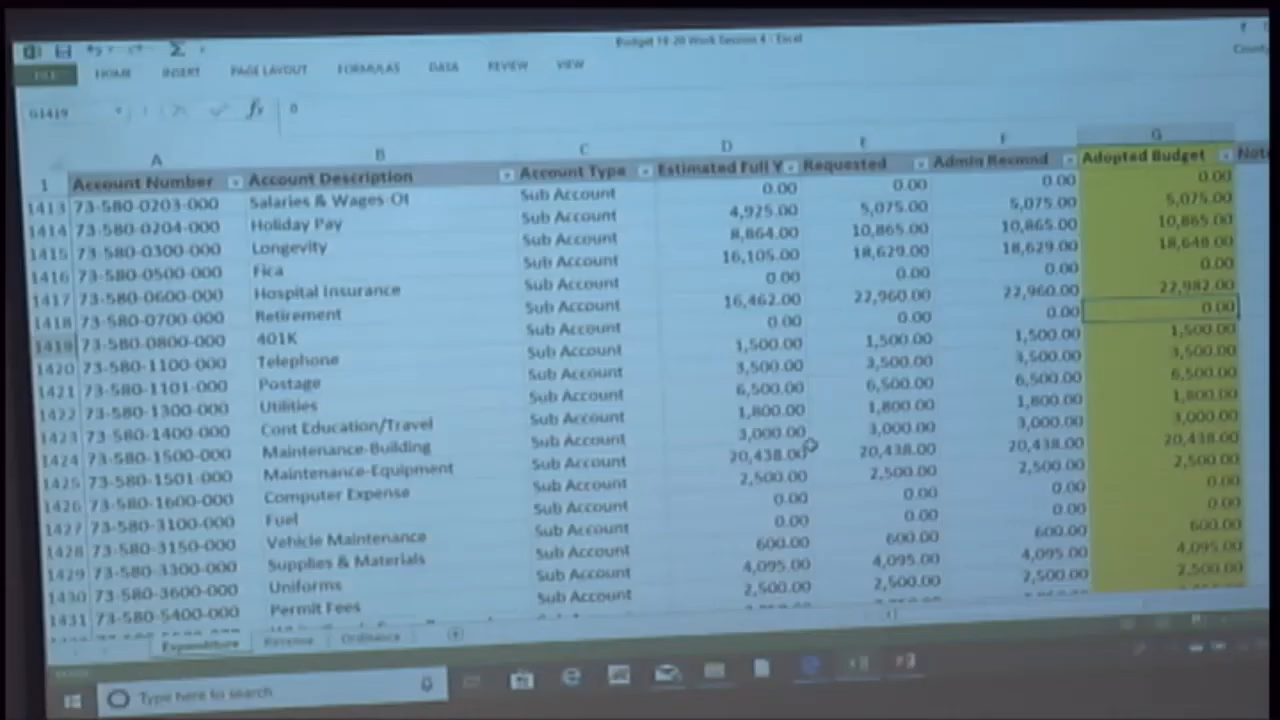 Budget 19-20 Work Session 4 - Excel
FILE HOME INSERT PAGE LAYOUT FORMULAS DATA REVIEW VIEW
G1419 fx 0
A B C D E F G
1 Account Number Account Description Account Type Estimated Full Y Requested Admin Recmnd Adopted Budget
1413 73-580-0203-000 Salaries & Wages-Ot Sub Account 0.00 0.00 0.00 0.00
1414 73-580-0204-000 Holiday Pay Sub Account 4,925.00 5,075.00 5,075.00 5,075.00
1415 73-580-0300-000 Longevity Sub Account 8,864.00 10,865.00 10,865.00 10,865.00
1416 73-580-0500-000 Fica Sub Account 16,105.00 18,629.00 18,629.00 18,648.00
1417 73-580-0600-000 Hospital Insurance Sub Account 0.00 0.00 0.00 0.00
1418 73-580-0700-000 Retirement Sub Account 16,462.00 22,960.00 22,960.00 22,982.00
1419 73-580-0800-000 401K Sub Account 0.00 0.00 0.00 0.00
1420 73-580-1100-000 Telephone Sub Account 1,500.00 1,500.00 1,500.00 1,500.00
1421 73-580-1101-000 Postage Sub Account 3,500.00 3,500.00 3,500.00 3,500.00
1422 73-580-1300-000 Utilities Sub Account 6,500.00 6,500.00 6,500.00 6,500.00
1423 73-580-1400-000 Cont Education/Travel Sub Account 1,800.00 1,800.00 1,800.00 1,800.00
1424 73-580-1500-000 Maintenance-Building Sub Account 3,000.00 3,000.00 3,000.00 3,000.00
1425 73-580-1501-000 Maintenance-Equipment Sub Account 20,438.00 20,438.00 20,438.00 20,438.00
1426 73-580-1600-000 Computer Expense Sub Account 2,500.00 2,500.00 2,500.00 2,500.00
1427 73-580-3100-000 Fuel Sub Account 0.00 0.00 0.00 0.00
1428 73-580-3150-000 Vehicle Maintenance Sub Account 0.00 0.00 0.00 0.00
1429 73-580-3300-000 Supplies & Materials Sub Account 600.00 600.00 600.00 600.00
1430 73-580-3600-000 Uniforms Sub Account 4,095.00 4,095.00 4,095.00 4,095.00
1431 73-580-5400-000 Permit Fees Sub Account 2,500.00 2,500.00 2,500.00 2,500.00
Expenditure Revenue Ordinance
Type here to search